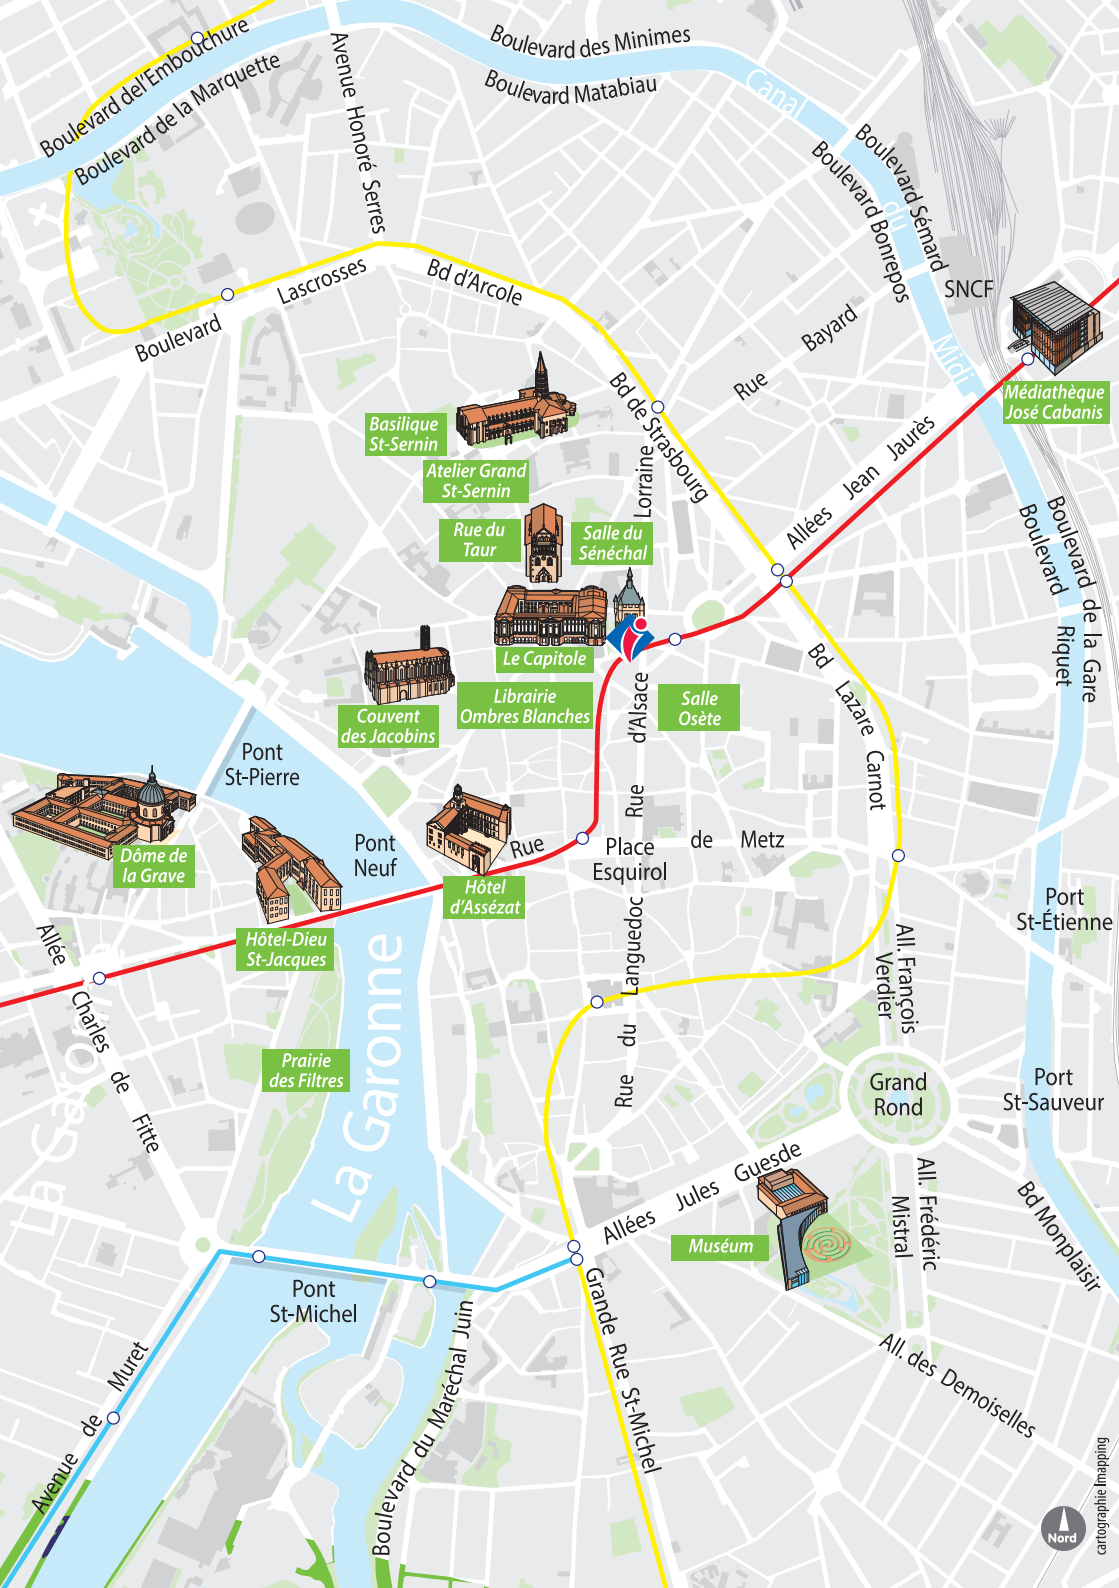 Boulevard del'Embouchure
Boulevard de la Marquette
Avenue Honoré Serres
Boulevard des Minimes
Boulevard Matabiau
Canal
du
Midi
Boulevard Sémard
Boulevard Bonrepos
SNCF
Boulevard Lascrosses
Bd d'Arcole
Rue Bayard
Bd de Strasbourg
Lorraine
Allées Jean Jaurès
Médiathèque
José Cabanis
Basilique
St-Sernin
Atelier Grand
St-Sernin
Rue du
Taur
Salle du
Sénéchal
Le Capitole
Librairie
Ombres Blanches
Couvent
des Jacobins
Salle
Osète
Boulevard de la Gare
Boulevard Riquet
Bd Lazare Carnot
Rue d'Alsace
Pont
St-Pierre
Dôme de
la Grave
Pont
Neuf
Rue de Metz
Place
Esquirol
Hôtel
d'Assézat
Hôtel-Dieu
St-Jacques
Port
St-Étienne
Allée Charles de Fitte
La Garonne
La Garonne
Rue du Languedoc
All. François
Verdier
Prairie
des Filtres
Grand
Rond
Port
St-Sauveur
Allées Jules Guesde
All. Frédéric
Mistral
Bd Monplaisir
Muséum
Pont
St-Michel
Avenue de Muret
Boulevard du Maréchal Juin
Grande Rue St-Michel
All. des Demoiselles
Nord
cartographie Imapping